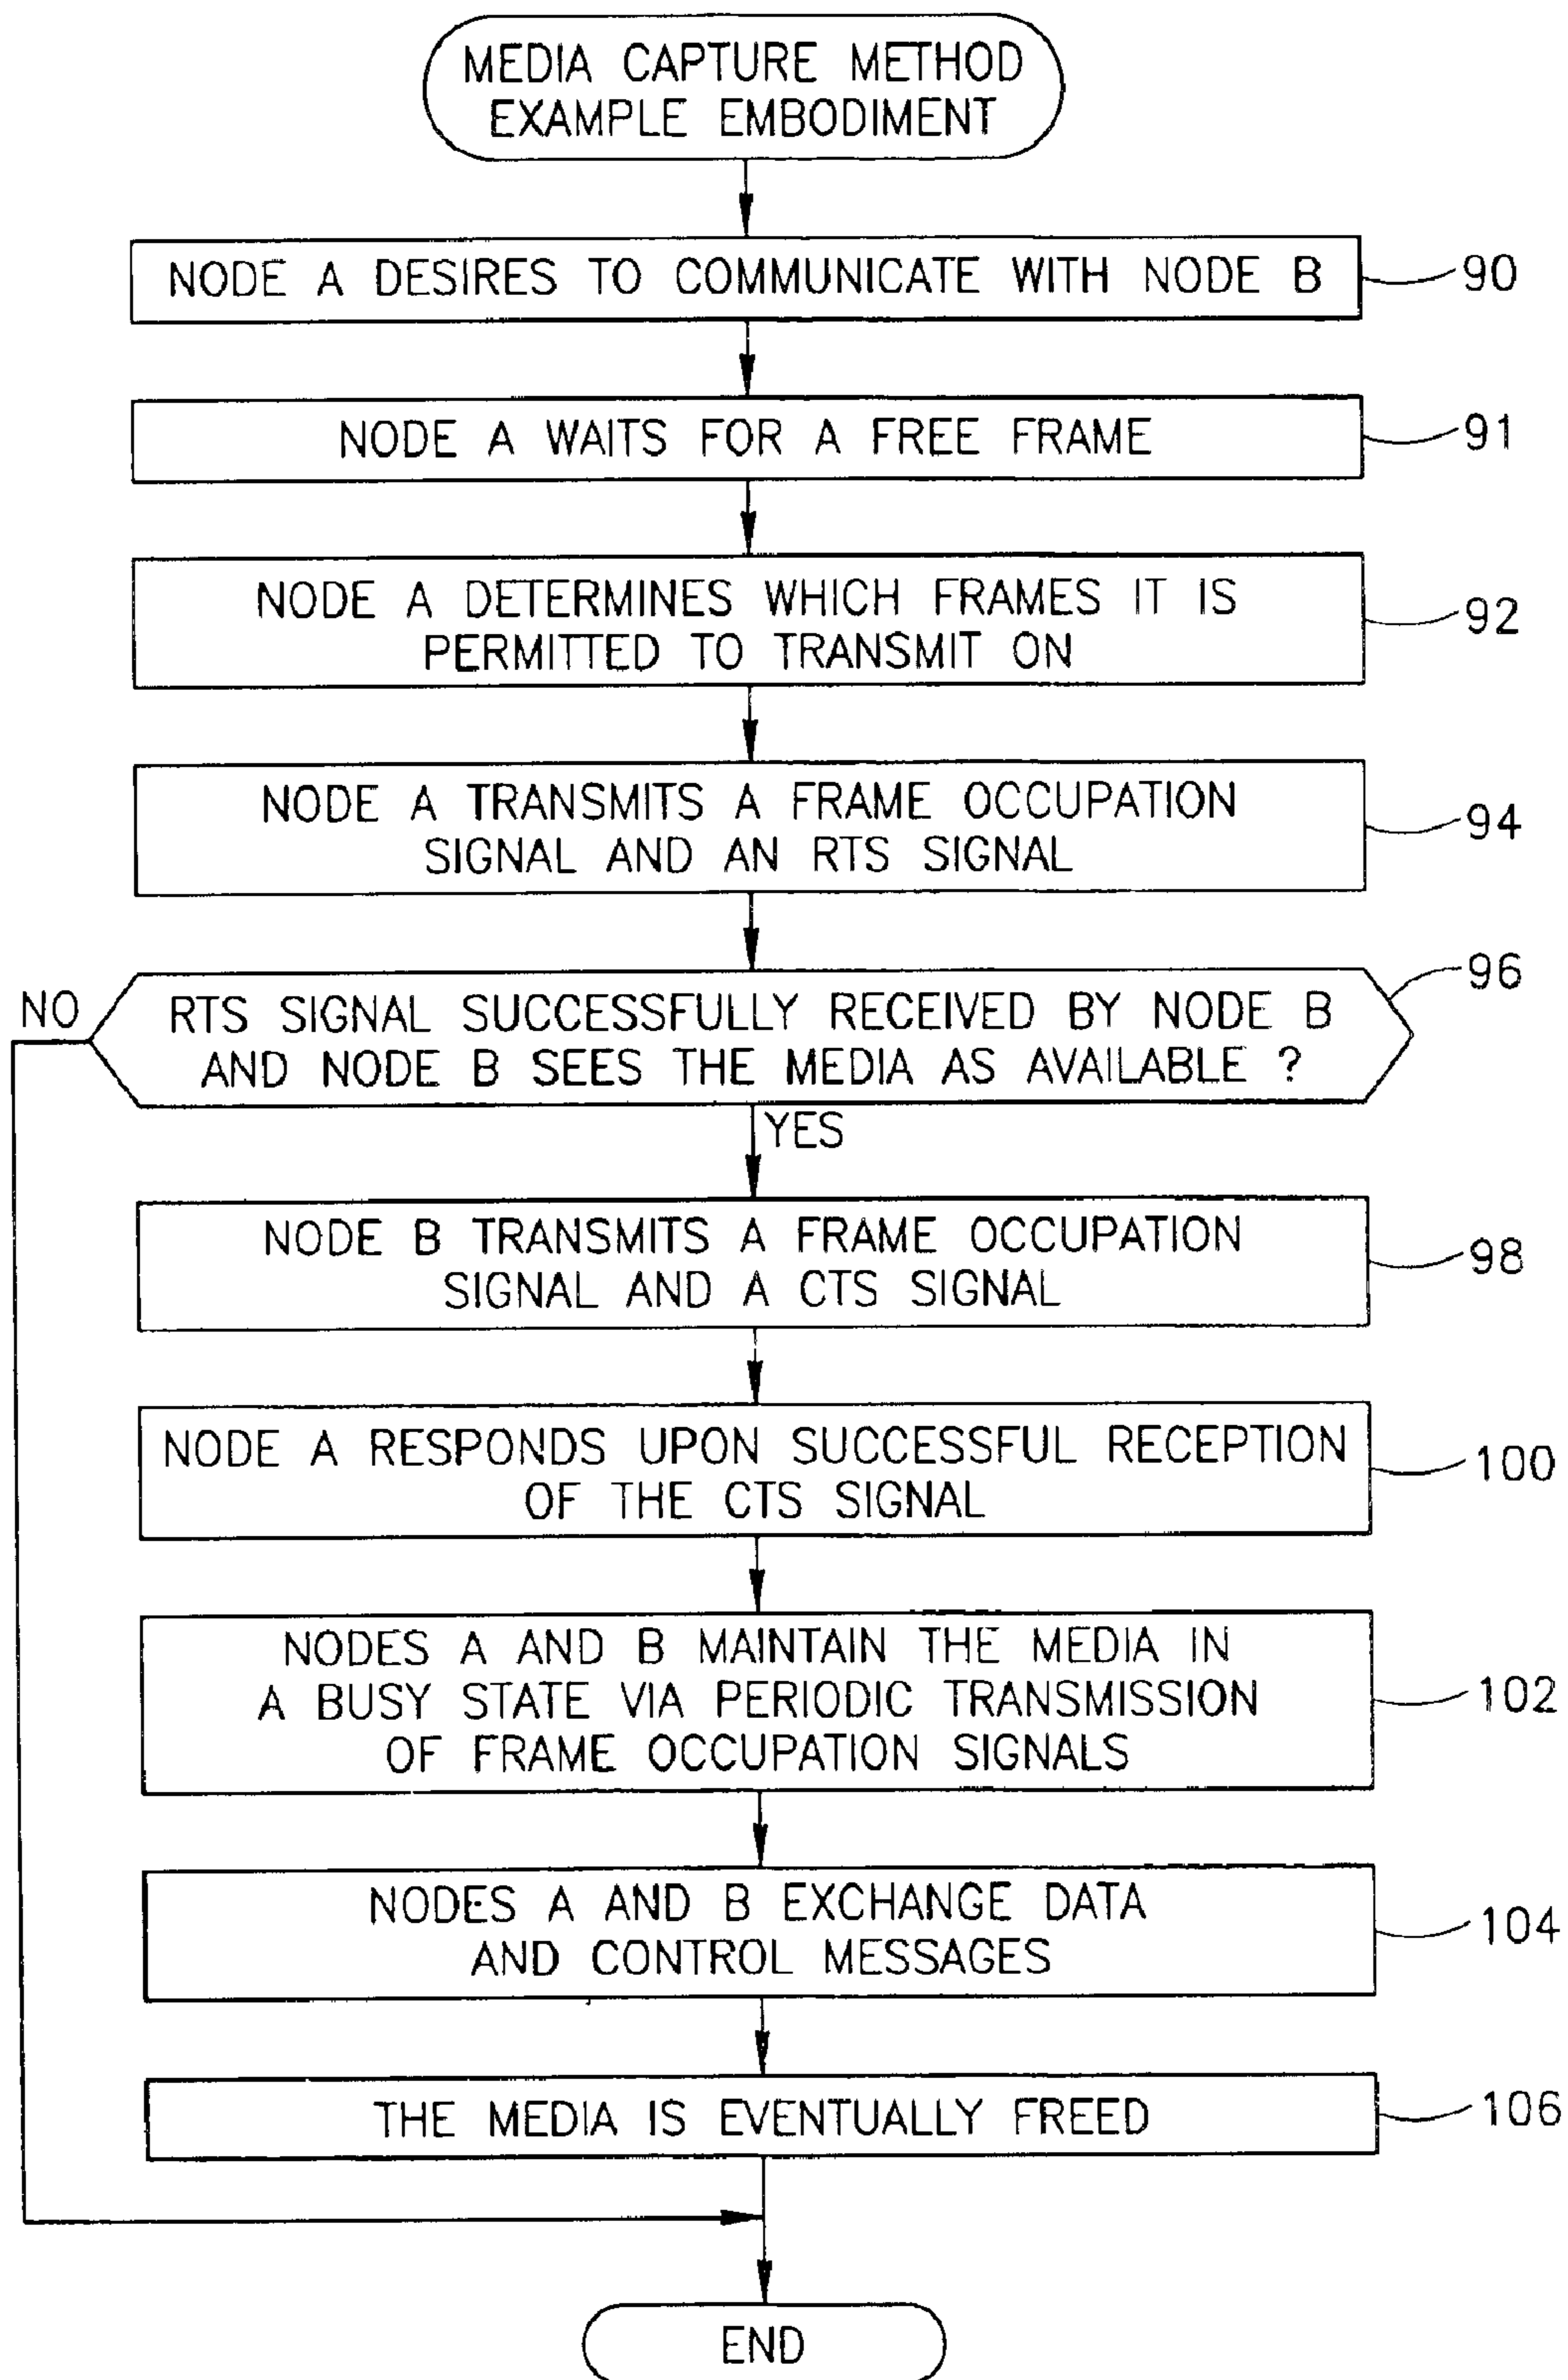 MEDIA CAPTURE METHOD
EXAMPLE EMBODIMENT
NODE A DESIRES TO COMMUNICATE WITH NODE B
90
NODE A WAITS FOR A FREE FRAME
91
NODE A DETERMINES WHICH FRAMES IT IS
PERMITTED TO TRANSMIT ON
92
NODE A TRANSMITS A FRAME OCCUPATION
SIGNAL AND AN RTS SIGNAL
94
96
NO
RTS SIGNAL SUCCESSFULLY RECEIVED BY NODE B
AND NODE B SEES THE MEDIA AS AVAILABLE ?
YES
NODE B TRANSMITS A FRAME OCCUPATION
SIGNAL AND A CTS SIGNAL
98
NODE A RESPONDS UPON SUCCESSFUL RECEPTION
OF THE CTS SIGNAL
100
NODES A AND B MAINTAIN THE MEDIA IN
A BUSY STATE VIA PERIODIC TRANSMISSION
OF FRAME OCCUPATION SIGNALS
102
NODES A AND B EXCHANGE DATA
AND CONTROL MESSAGES
104
THE MEDIA IS EVENTUALLY FREED
106
END